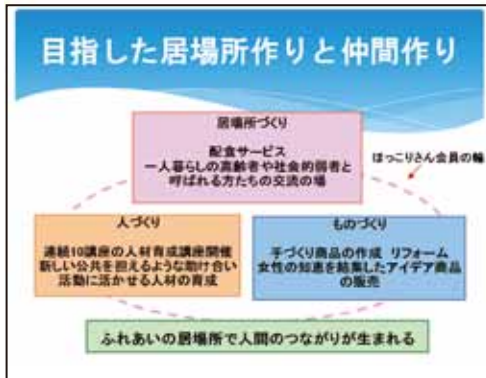 目指した居場所作りと仲間作り
居場所づくり
配食サービス
一人暮らしの高齢者や社会的弱者と
呼ばれる方たちの交流の場
ほっこりさん会員の輪
人づくり
連続10講座の人材育成講座開催
新しい公共を担えるような助け合い
活動に活かせる人材の育成
ものづくり
手づくり商品の作成 リフォーム
女性の知恵を結集したアイデア商品
の販売
ふれあいの居場所で人間のつながりが生まれる